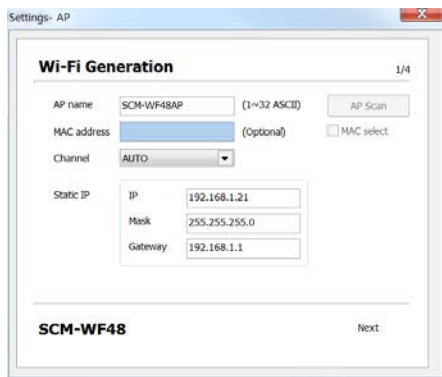 Settings- AP
Wi-Fi Generation 1/4
AP name SCM-WF48AP (1~32 ASCII) AP Scan
MAC address (Optional) MAC select
Channel AUTO
Static IP IP 192.168.1.21
Mask 255.255.255.0
Gateway 192.168.1.1
SCM-WF48 Next